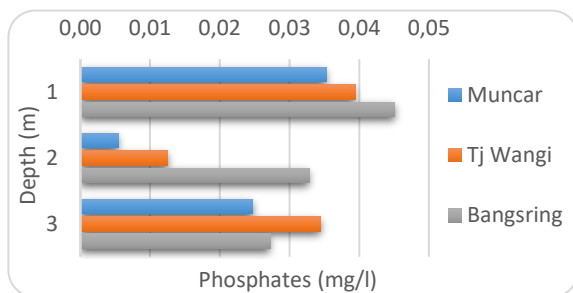 0,00 0,01 0,02 0,03 0,04 0,05
1
2
3
Depth (m)
Muncar
Tj Wangi
Bangsring
Phosphates (mg/l)